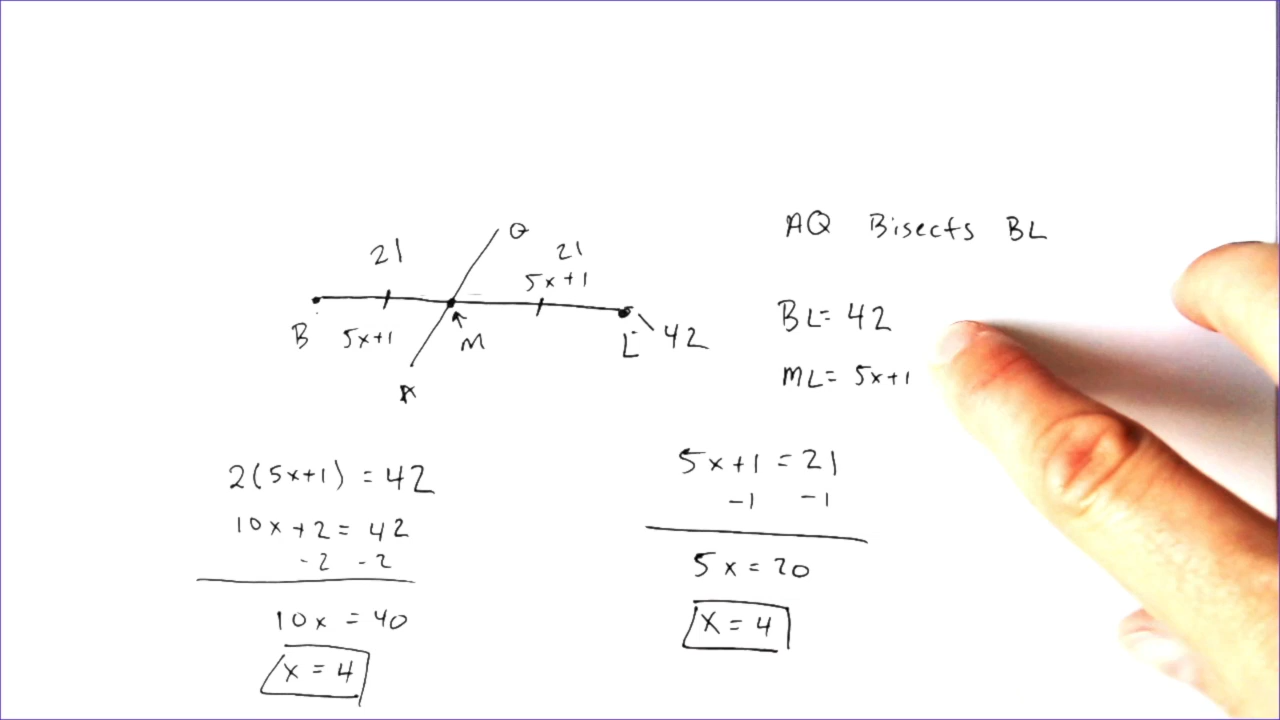 Q
21
21
5x+1
B
5x+1
M
L
42
A
AQ Bisects BL
BL= 42
ML= 5x+1
2(5x+1) = 42
10x + 2 = 42
-2 -2
10x = 40
x = 4
5x+1 = 21
-1 -1
5x = 20
x = 4